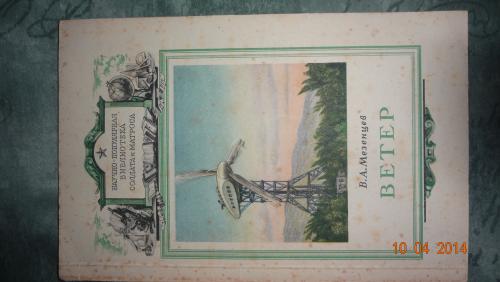 НАУЧНО-ПОПУЛЯРНАЯ
БИБЛИОТЕКА
СОЛДАТА и МАТРОСА
В.А.Мезенцев
ВЕТЕР
10 04 2014